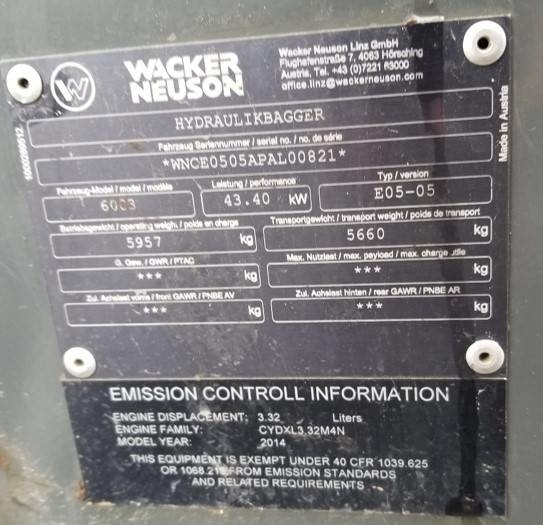 WACKER
NEUSON
Wacker Neuson Linz GmbH
Flughafenstraße 7, 4063 Hörsching
Austria, Tel. +43 (0)7221 63000
office.linz@wackerneuson.com
HYDRAULIKBAGGER
Fahrzeug Seriennummer / serial no. / no. de série
*WNCE0505APAL00821*
Fahrzeug-Model / model / modèle
6003
Leistung / performance
43.40 kW
Typ / version
E05-05
Betriebsgewicht / operating weight / poids en charge
5957 kg
Transportgewicht / transport weight / poids de transport
5660 kg
G. Gew. / GWR / PTAC
*** kg
Max. Nutzlast / max. payload / max. charge utile
*** kg
Zul. Achslast vorne / front GAWR / PNBE AV
*** kg
Zul. Achslast hinten / rear GAWR / PNBE AR
*** kg
Made in Austria
EMISSION CONTROLL INFORMATION
ENGINE DISPLACEMENT: 3.32 Liters
ENGINE FAMILY: CYDXL3.32M4N
MODEL YEAR: 2014
THIS EQUIPMENT IS EXEMPT UNDER 40 CFR 1039.625
OR FROM EMISSION STANDARDS
AND RELATED REQUIREMENTS